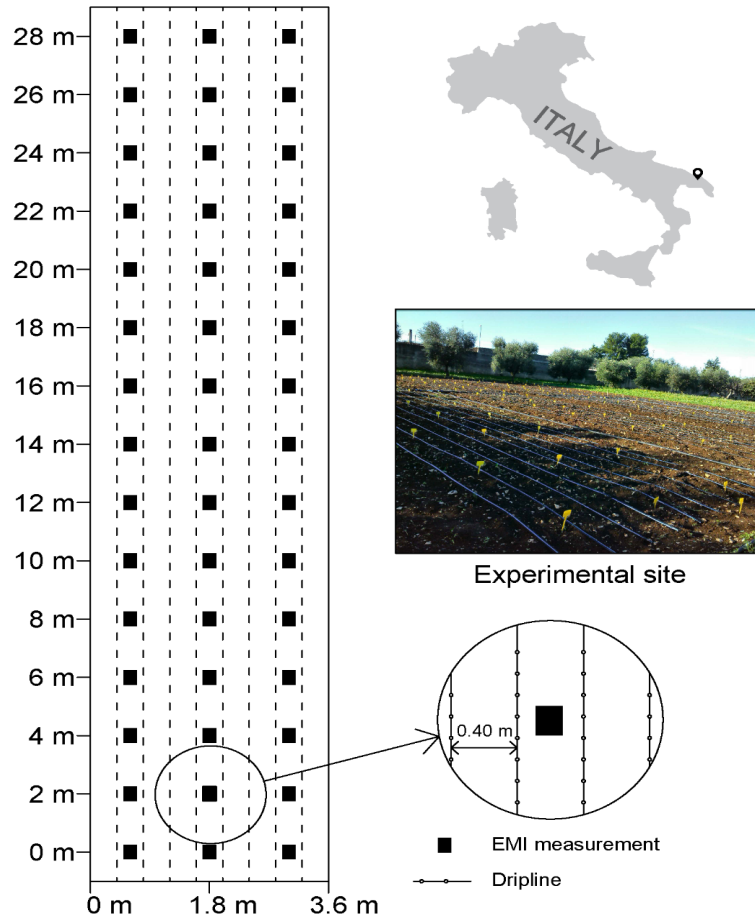 28 m
26 m
24 m
22 m
20 m
18 m
16 m
14 m
12 m
10 m
8 m
6 m
4 m
2 m
0 m
0 m 1.8 m 3.6 m
ITALY
Experimental site
0.40 m
EMI measurement
Dripline